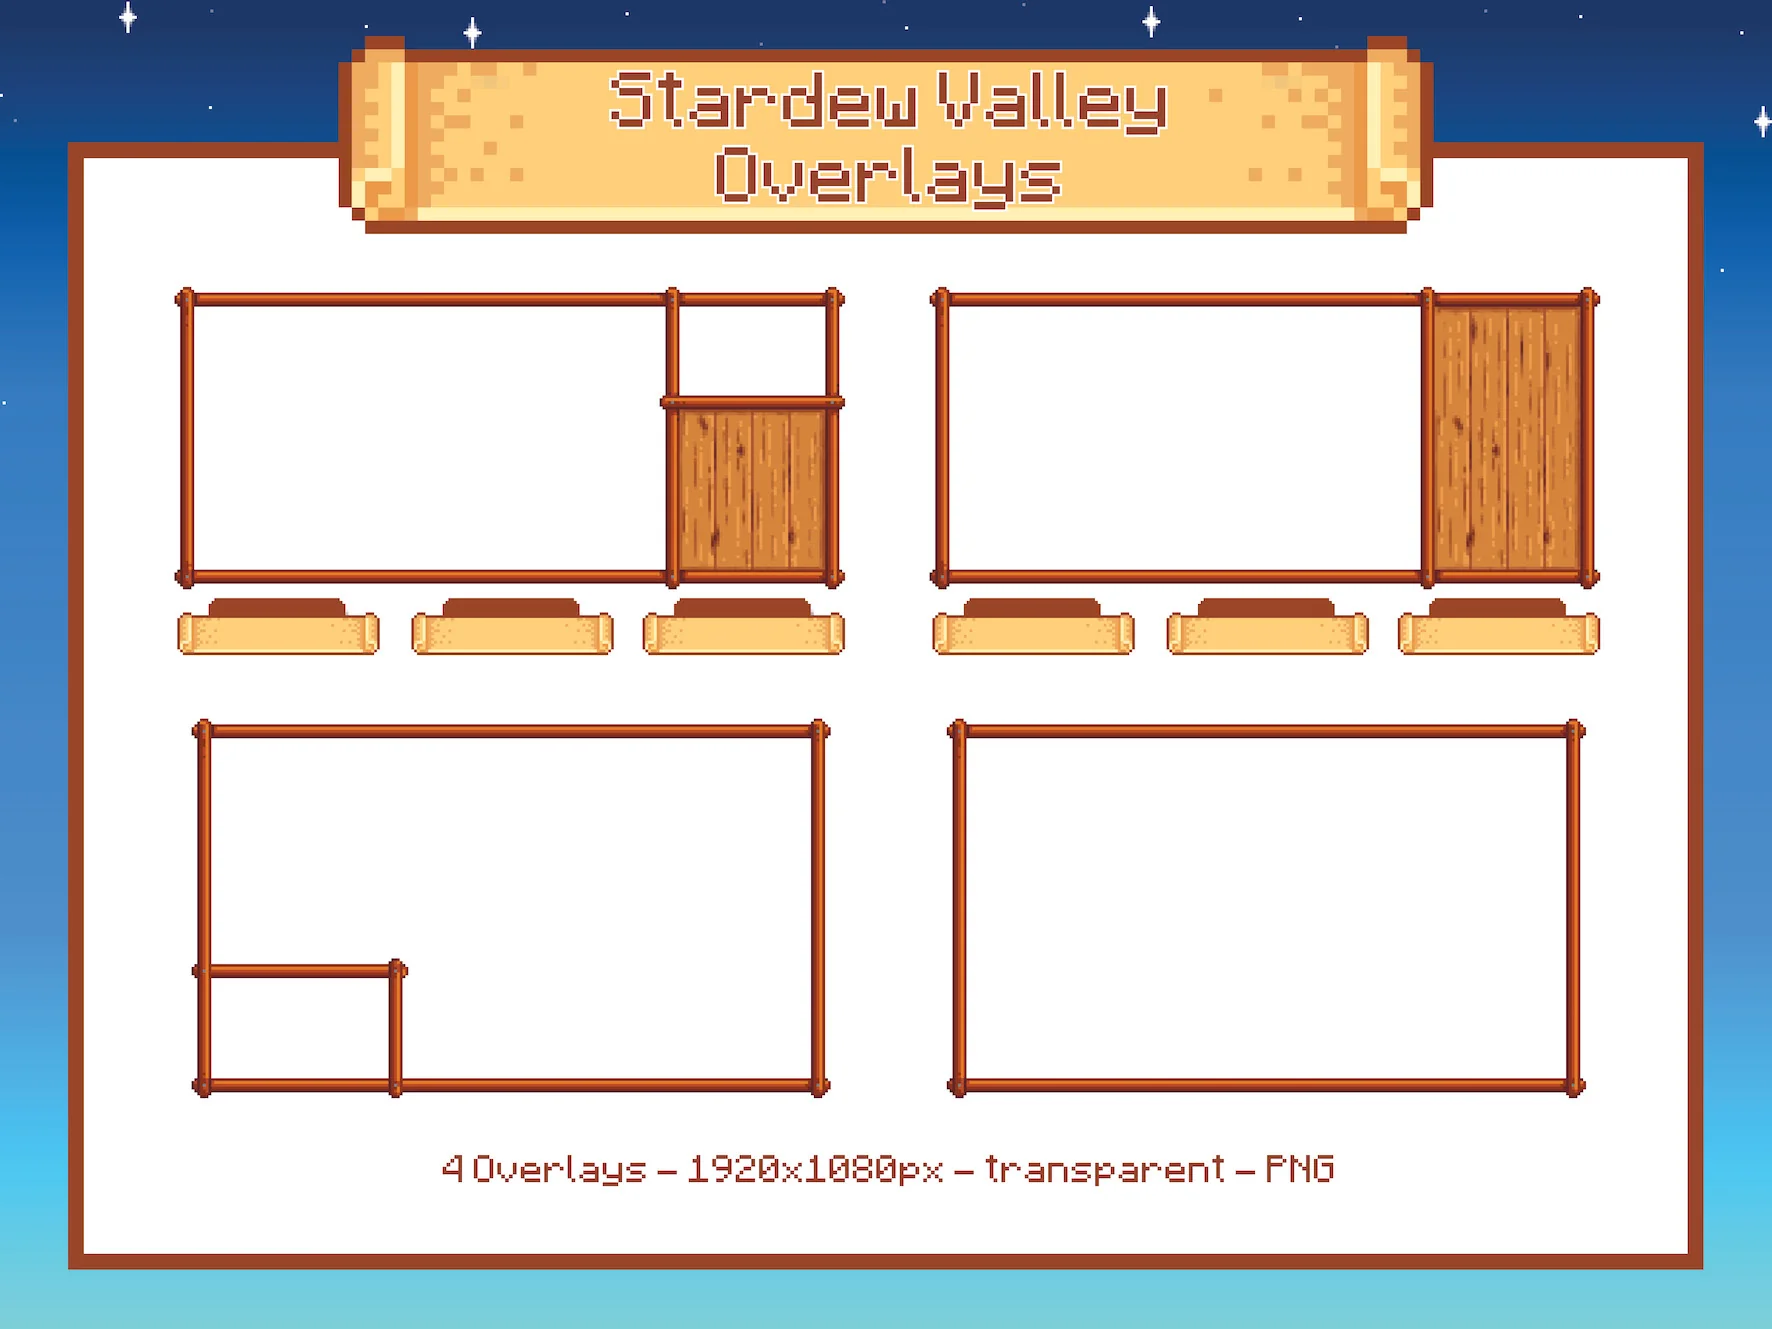 Stardew Valley
Overlays
4 Overlays – 1920x1080px – transparent – PNG